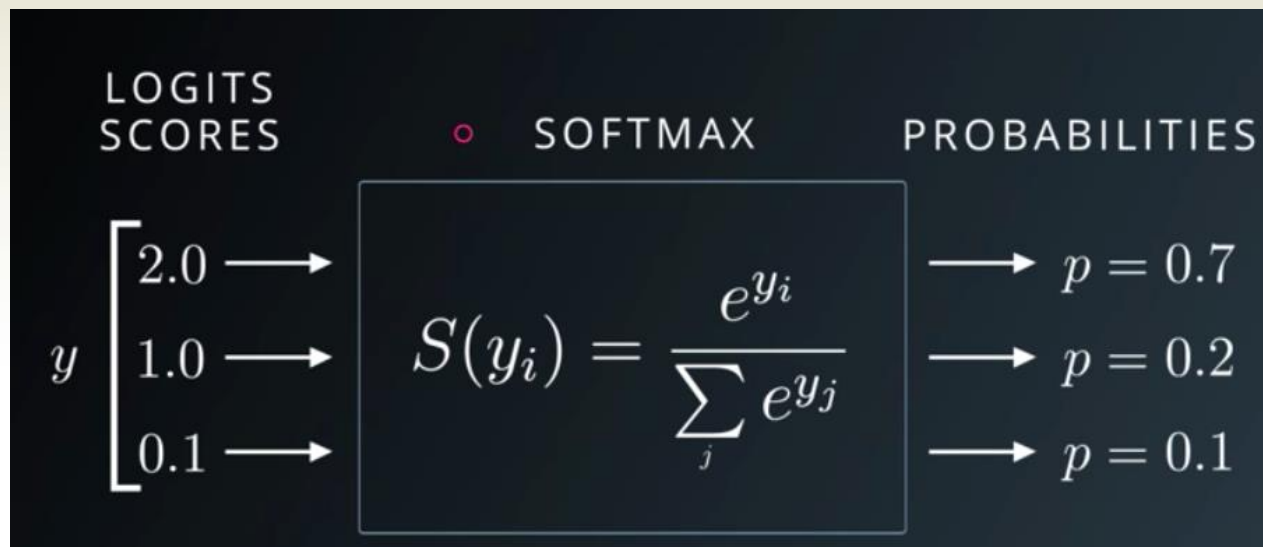 LOGITS
SCORES
SOFTMAX
PROBABILITIES
y
2.0
1.0
0.1
S(y_i) = e^{y_i} / ∑_j e^{y_j}
p = 0.7
p = 0.2
p = 0.1